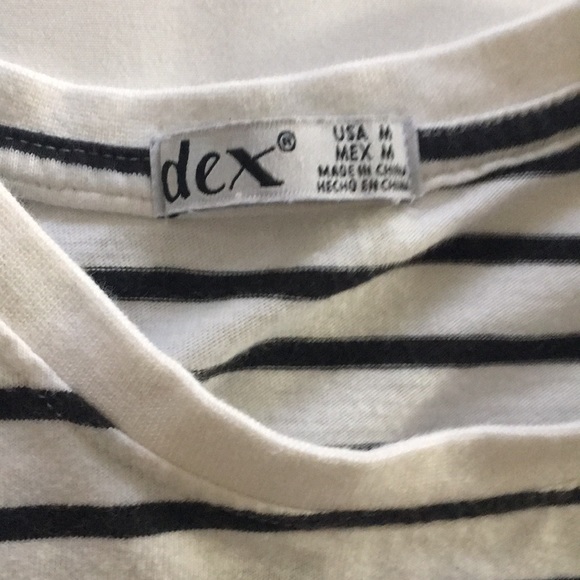 dex®
USA M
MEX M
MADE IN CHINA
HECHO EN CHINA